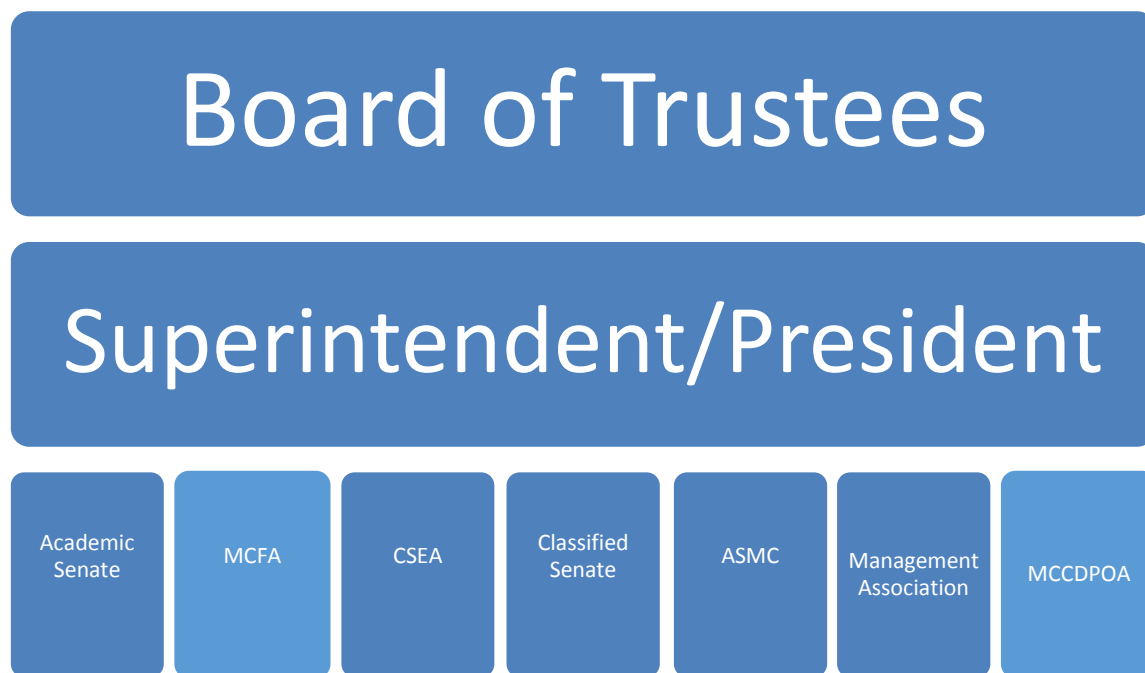 Board of Trustees
Superintendent/President
Academic
Senate
MCFA
CSEA
Classified
Senate
ASMC
Management
Association
MCCDPOA